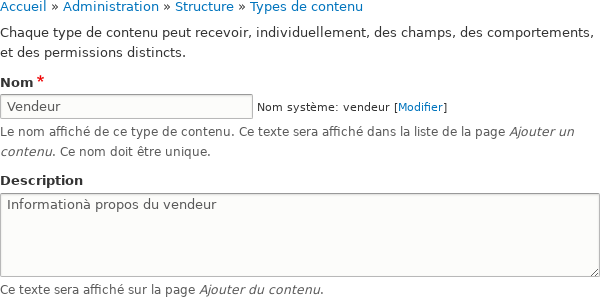 Accueil » Administration » Structure » Types de contenu
Chaque type de contenu peut recevoir, individuellement, des champs, des comportements,
et des permissions distincts.
Nom *
Vendeur Nom système: vendeur [Modifier]
Le nom affiché de ce type de contenu. Ce texte sera affiché dans la liste de la page Ajouter un
contenu. Ce nom doit être unique.
Description
Informationà propos du vendeur
Ce texte sera affiché sur la page Ajouter du contenu.